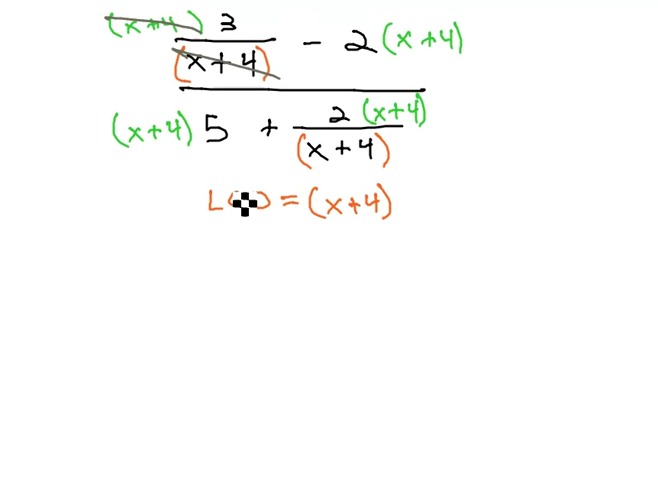 (x+4) 3
(x+4) - 2 (x+4)
(x+4) 5 + 2 (x+4)
(x+4)
= (x+4)